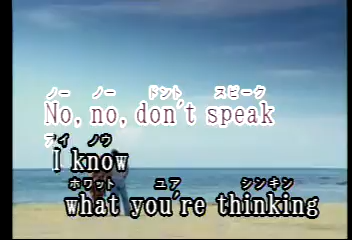 ノー ノー ドント スピーク
No, no, don't speak
アイ ノウ
I know
ホワット ユア シンキン
what you're thinking